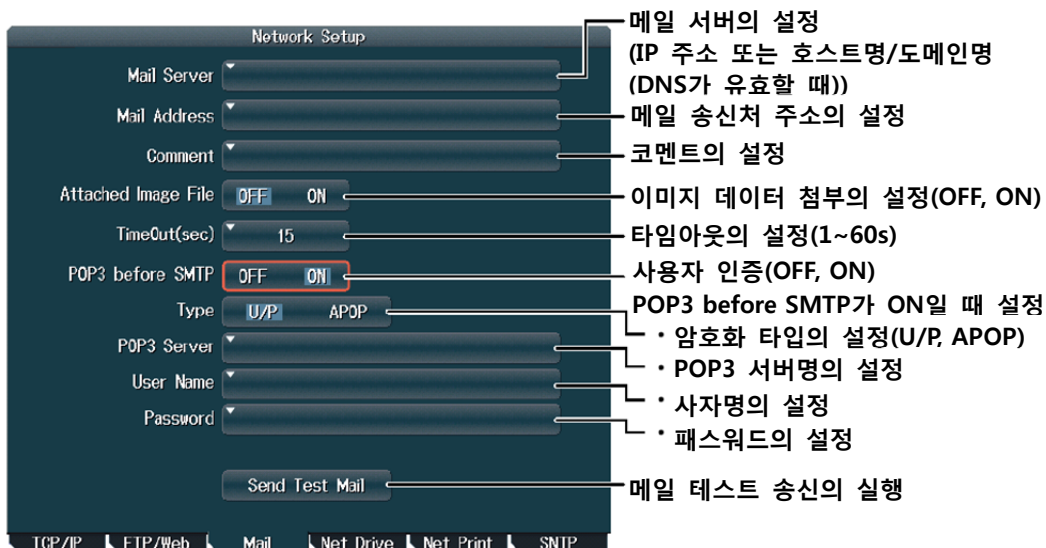 Network Setup
Mail Server
메일 서버의 설정
(IP 주소 또는 호스트명/도메인명
(DNS가 유효할 때))
Mail Address
메일 송신처 주소의 설정
Comment
코멘트의 설정
Attached Image File OFF ON
이미지 데이터 첨부의 설정(OFF, ON)
TimeOut(sec) 15
타임아웃의 설정(1~60s)
POP3 before SMTP OFF ON
사용자 인증(OFF, ON)
POP3 before SMTP가 ON일 때 설정
Type U/P APOP
・암호화 타입의 설정(U/P, APOP)
POP3 Server
・POP3 서버명의 설정
User Name
・사자명의 설정
Password
・패스워드의 설정
Send Test Mail
메일 테스트 송신의 실행
TCP/IP FTP/Web Mail Net Drive Net Print SNTP